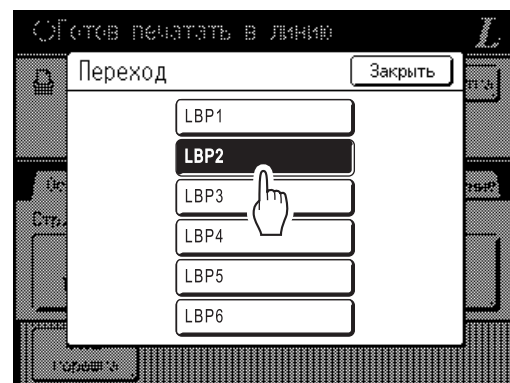 Готов печатать в линию
L
Переход
Закрыть
LBP1
LBP2
LBP3
LBP4
LBP5
LBP6